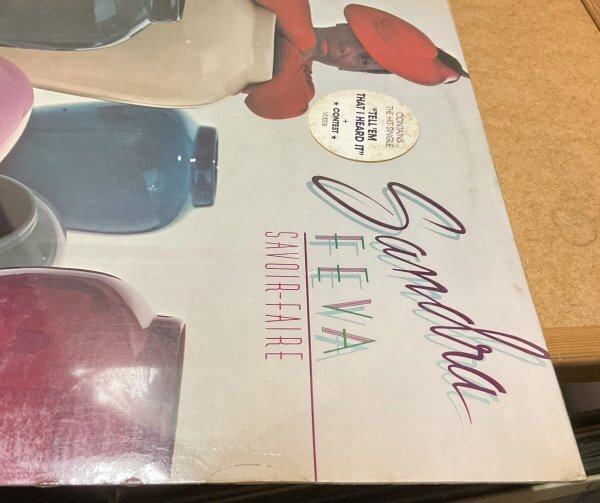 CONTAINS
THE HIT SINGLE
"TELL 'EM
THAT I HEARD IT"
+
★ CONTEST ★
Sandra
FEVA
SAVOIR-FAIRE